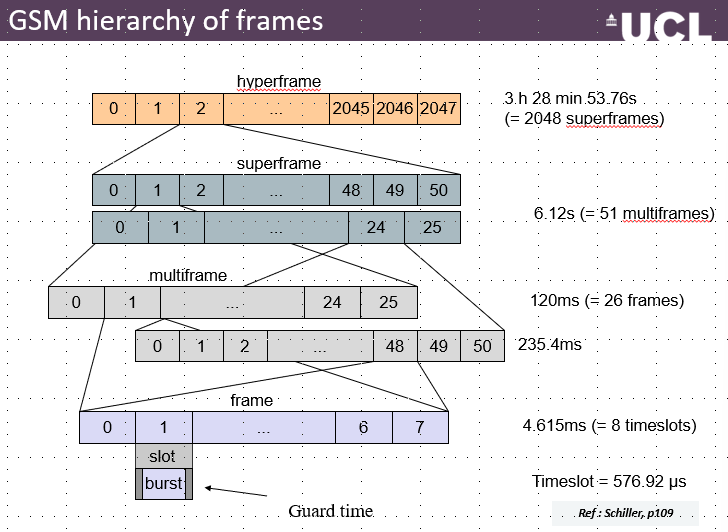 GSM hierarchy of frames
UCL
hyperframe
0 1 2 ... 2045 2046 2047
3 h 28 min 53.76s
(= 2048 superframes)
superframe
0 1 2 ... 48 49 50
0 1 ... 24 25
6.12s (= 51 multiframes)
multiframe
0 1 ... 24 25
120ms (= 26 frames)
0 1 2 ... 48 49 50
235.4ms
frame
0 1 ... 6 7
4.615ms (= 8 timeslots)
slot
burst
Timeslot = 576.92 µs
Guard time
Ref.: Schiller, p109